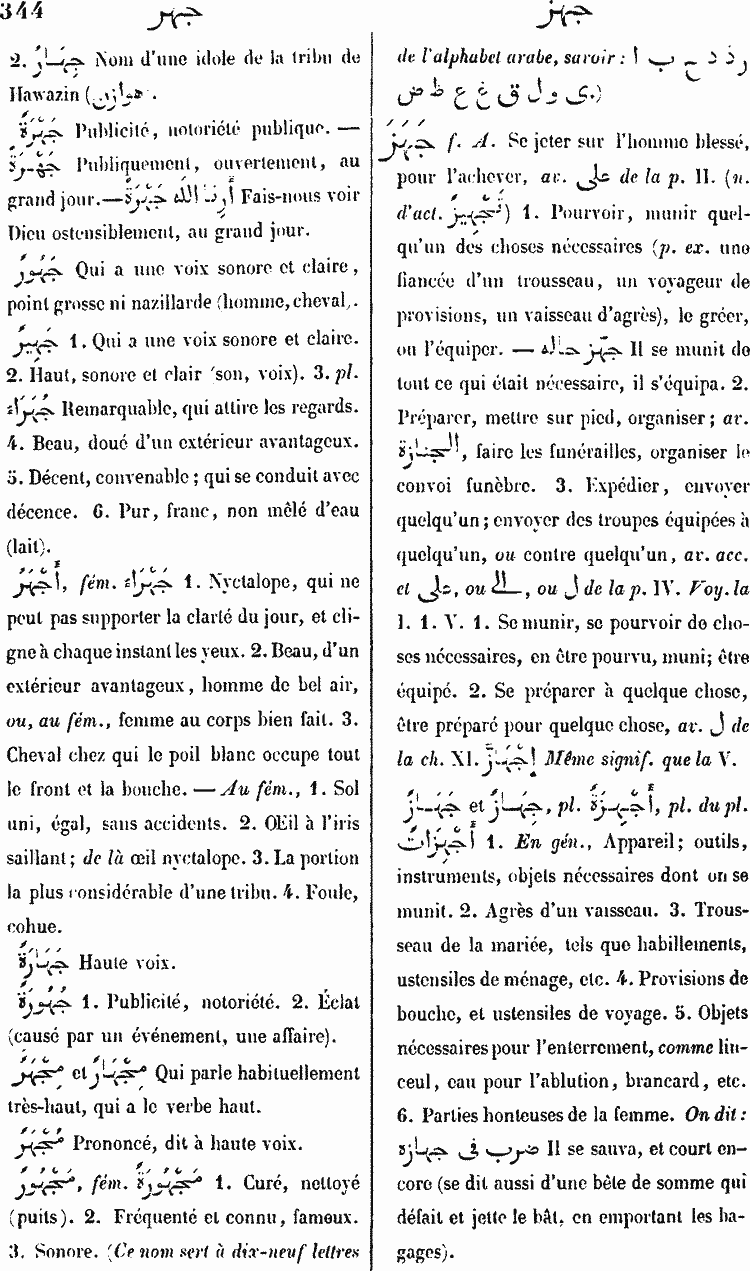 344 جهر جهز
2. جِهَارٌ Nom d'une idole de la tribu de
Hawazin (هوازن.
جَهْرَةٌ Publicité, notoriété publique. —
جَهْرَةً Publiquement, ouvertement, au
grand jour.—أَرِنَا اللّٰه جَهْرَةً Fais-nous voir
Dieu ostensiblement, au grand jour.
جَهْوَرٌ Qui a une voix sonore et claire,
point grosse ni nazillarde (homme, cheval).
جَهِيرٌ 1. Qui a une voix sonore et claire.
2. Haut, sonore et clair (son, voix). 3. pl.
جُهَرَاءُ Remarquable, qui attire les regards.
4. Beau, doué d'un extérieur avantageux.
5. Décent, convenable; qui se conduit avec
décence. 6. Pur, franc, non mêlé d'eau
(lait).
أَجْهَرُ, fém. جَهْرَاءُ 1. Nyctalope, qui ne
peut pas supporter la clarté du jour, et cli-
gne à chaque instant les yeux. 2. Beau, d'un
extérieur avantageux, homme de bel air,
ou, au fém., femme au corps bien fait. 3.
Cheval chez qui le poil blanc occupe tout
le front et la bouche. — Au fém., 1. Sol
uni, égal, sans accidents. 2. Œil à l'iris
saillant; de là œil nyctalope. 3. La portion
la plus considérable d'une tribu. 4. Foule,
cohue.
جَهَارَةٌ Haute voix.
جُهُورَةٌ 1. Publicité, notoriété. 2. Éclat
(causé par un événement, une affaire).
مِجْهَرٌ et مِجْهَارٌ Qui parle habituellement
très-haut, qui a le verbe haut.
مُجْهَرٌ Prononcé, dit à haute voix.
مَجْهُورٌ, fém. مَجْهُورَةٌ 1. Curé, nettoyé
(puits). 2. Fréquenté et connu, fameux.
3. Sonore. (Ce nom sert à dix-neuf lettres
de l'alphabet arabe, savoir : ا ب ج د ذ ر
ض ظ ع غ ق ل و ى.)
جَهَزَ f. A. Se jeter sur l'homme blessé,
pour l'achever, av. على de la p. II. (n.
d'act. تَجْهِيزٌ) 1. Pourvoir, munir quel-
qu'un des choses nécessaires (p. ex. une
fiancée d'un trousseau, un voyageur de
provisions, un vaisseau d'agrès), le gréer,
ou l'équiper. — جهّز حاله Il se munit de
tout ce qui était nécessaire, il s'équipa. 2.
Préparer, mettre sur pied, organiser; av.
الجنازة, faire les funérailles, organiser le
convoi funèbre. 3. Expédier, envoyer
quelqu'un; envoyer des troupes équipées à
quelqu'un, ou contre quelqu'un, av. acc.
et على, ou الى, ou ل de la p. IV. Voy. la
I. 1. V. 1. Se munir, se pourvoir de cho-
ses nécessaires, en être pourvu, muni; être
équipé. 2. Se préparer à quelque chose,
être préparé pour quelque chose, av. ل de
la ch. XI. إِجْهَازَّ Même signif. que la V.
جَهَازٌ et جِهَازٌ, pl. أَجْهِزَةٌ, pl. du pl.
أَجْهِزَاتٌ 1. En gén., Appareil; outils,
instruments, objets nécessaires dont on se
munit. 2. Agrès d'un vaisseau. 3. Trous-
seau de la mariée, tels que habillements,
ustensiles de ménage, etc. 4. Provisions de
bouche, et ustensiles de voyage. 5. Objets
nécessaires pour l'enterrement, comme lin-
ceul, eau pour l'ablution, brancard, etc.
6. Parties honteuses de la femme. On dit :
ضرب فى جهازه Il se sauva, et court en-
core (se dit aussi d'une bête de somme qui
défait et jette le bât, en emportant les ba-
gages).